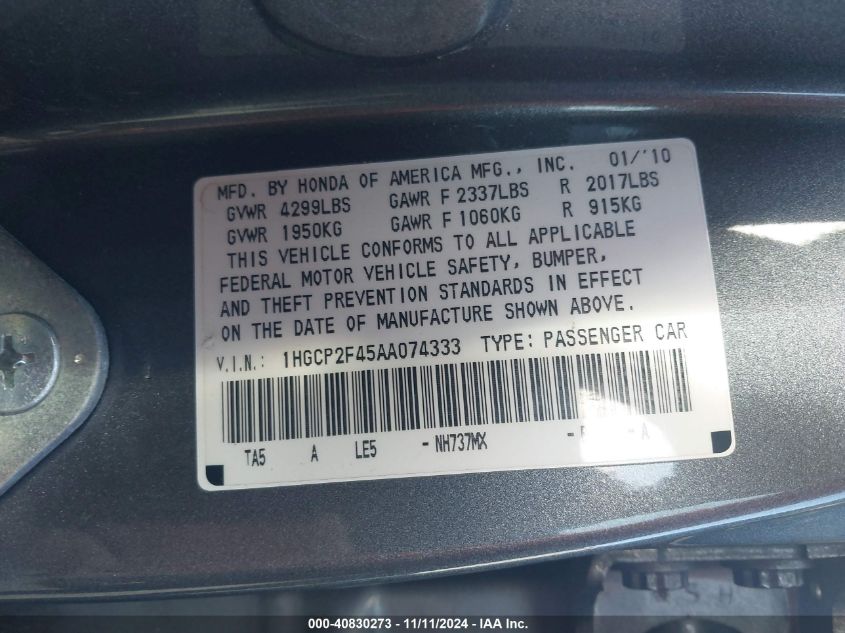 MFD. BY HONDA OF AMERICA MFG., INC. 01/'10
GVWR 4299LBS GAWR F 2337LBS R 2017LBS
GVWR 1950KG GAWR F 1060KG R 915KG
THIS VEHICLE CONFORMS TO ALL APPLICABLE
FEDERAL MOTOR VEHICLE SAFETY, BUMPER,
AND THEFT PREVENTION STANDARDS IN EFFECT
ON THE DATE OF MANUFACTURE SHOWN ABOVE.
V.I.N.: 1HGCP2F45AA074333 TYPE: PASSENGER CAR
TA5 A LE5 - NH737MX - - A
000-40830273 - 11/11/2024 - IAA Inc.